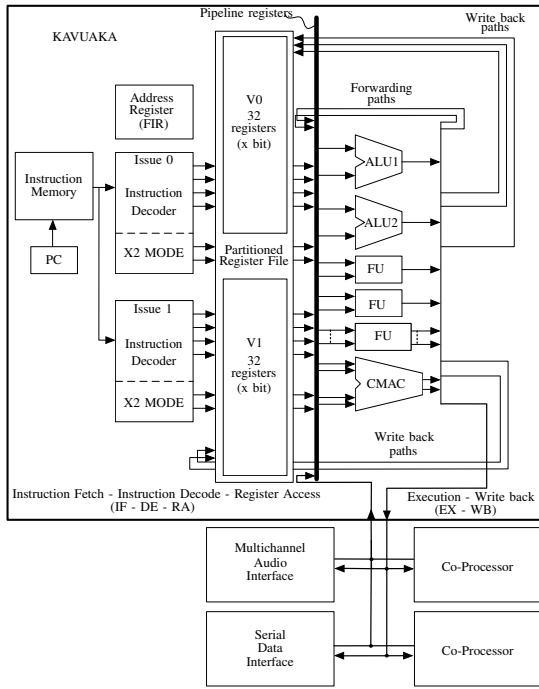 Pipeline registers
Write back
paths
KAVUAKA
Address
Register
(FIR)
V0
32
registers
(x bit)
Forwarding
paths
Instruction
Memory
PC
Issue 0
Instruction
Decoder
X2 MODE
ALU1
ALU2
Partitioned
Register File
FU
FU
FU
Issue 1
Instruction
Decoder
X2 MODE
V1
32
registers
(x bit)
CMAC
Write back
paths
Instruction Fetch - Instruction Decode - Register Access
(IF - DE - RA)
Execution - Write back
(EX - WB)
Multichannel
Audio
Interface
Co-Processor
Serial
Data
Interface
Co-Processor